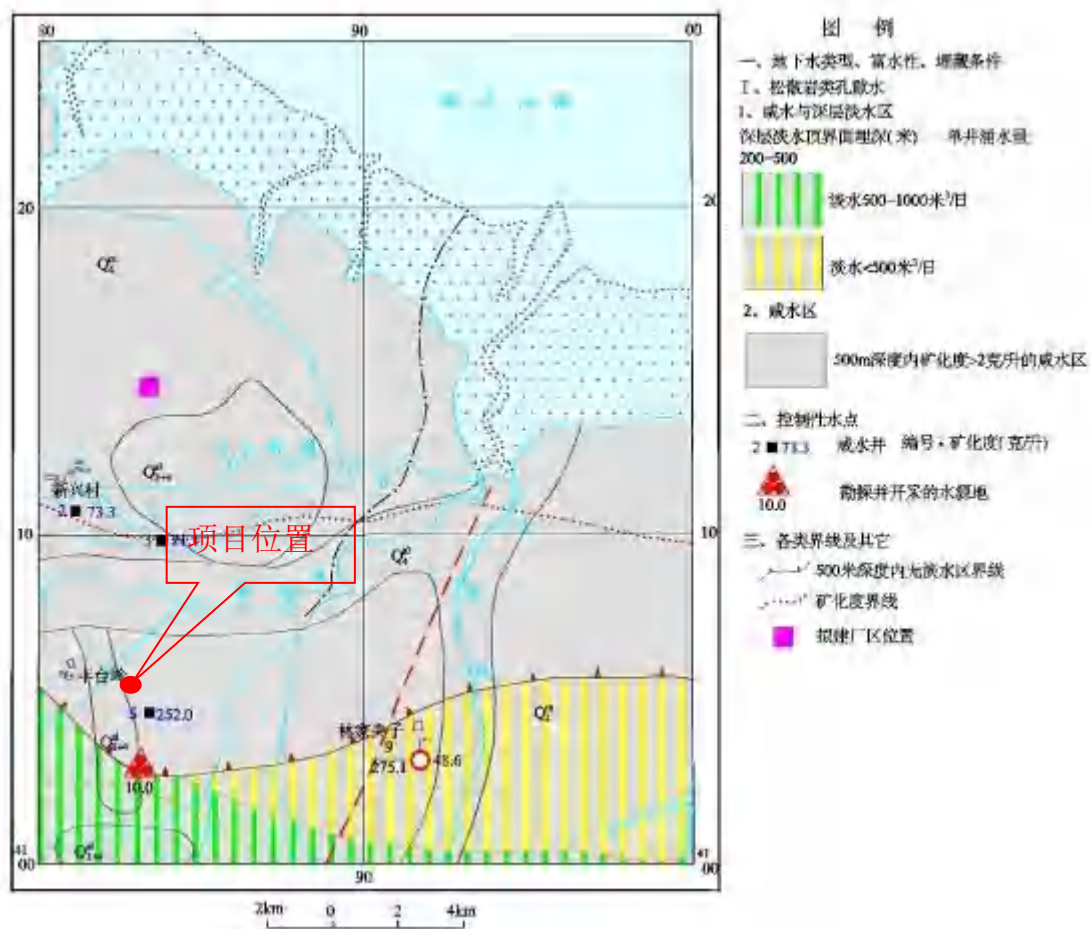 80
90
00
20
20
Q₄ᵐ
新兴村
2 73.3
项目位置
10
10
5 252.0
林家夼子
9
275.1
48.6
10.0
41
00
41
00
90
2km 0 2 4km
图 例
一、地下水类型、富水性、埋藏条件
I、松散岩类孔隙水
1、咸水与深层淡水区
深层淡水顶界面埋深(米) 单井涌水量
200-500
淡水500-1000米³/日
淡水<500米³/日
2、咸水区
500m深度内矿化度>2克/升的咸水区
二、控制性水点
2 73.3 咸水井 编号·矿化度(克/升)
10.0 勘探井开采的水源地
三、各类界线及其它
500米深度内无淡水区界线
矿化度界线
拟建厂区位置